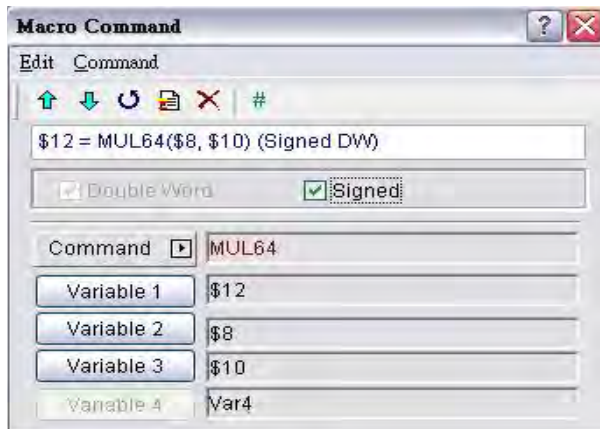 Macro Command
Edit Command
#
$12 = MUL64($8, $10) (Signed DW)
Double Word Signed
Command MUL64
Variable 1 $12
Variable 2 $8
Variable 3 $10
Variable 4 Var4